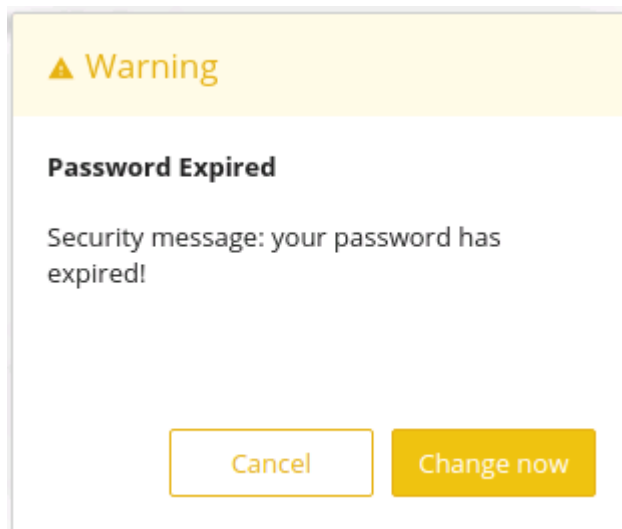 Warning
Password Expired
Security message: your password has
expired!
Cancel
Change now